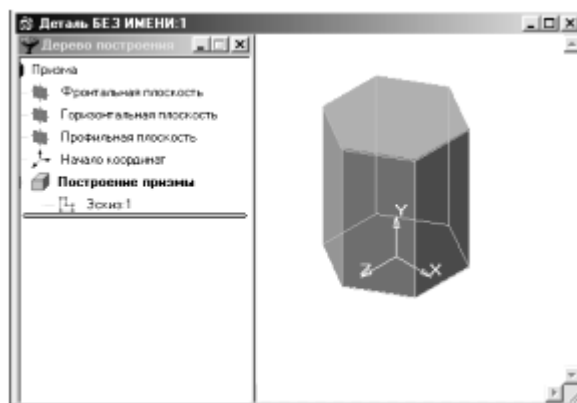 Деталь БЕЗ ИМЕНИ:1
Дерево построения
Призма
Фронтальная плоскость
Горизонтальная плоскость
Профильная плоскость
Начало координат
Построение призмы
Эскиз:1
Y
Z
X